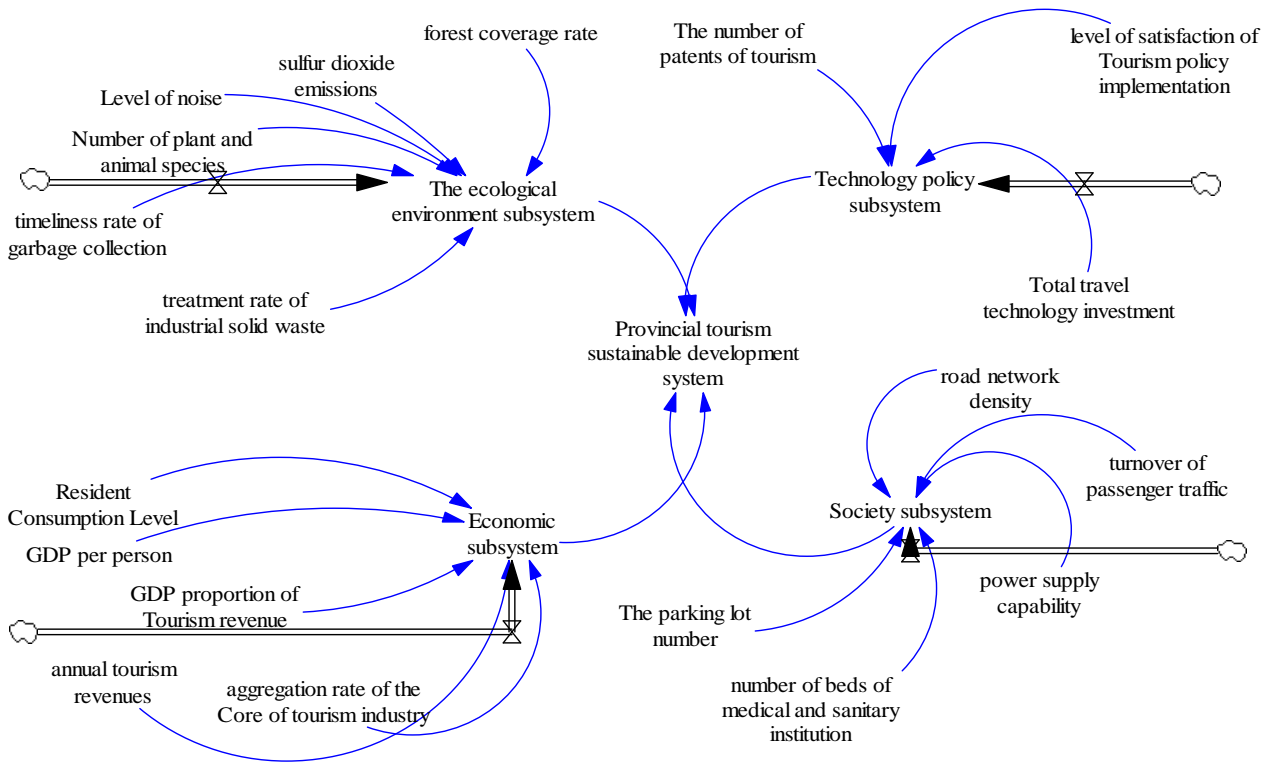 forest coverage rate
sulfur dioxide
emissions
Level of noise
Number of plant and
animal species
timeliness rate of
garbage collection
The ecological
environment subsystem
treatment rate of
industrial solid waste
The number of
patents of tourism
level of satisfaction of
Tourism policy
implementation
Technology policy
subsystem
Total travel
technology investment
Provincial tourism
sustainable development
system
road network
density
turnover of
passenger traffic
Society subsystem
power supply
capability
The parking lot
number
number of beds of
medical and sanitary
institution
Resident
Consumption Level
GDP per person
Economic
subsystem
GDP proportion of
Tourism revenue
annual tourism
revenues
aggregation rate of the
Core of tourism industry